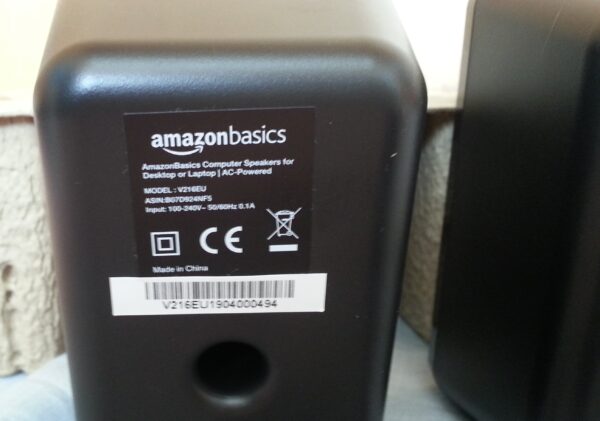 amazonbasics
AmazonBasics Computer Speakers for
Desktop or Laptop | AC-Powered
MODEL : V216EU
ASIN:B07D924NF5
Input: 100-240V~ 50/60Hz 0.1A
CE
Made in China
V216EU1904000494